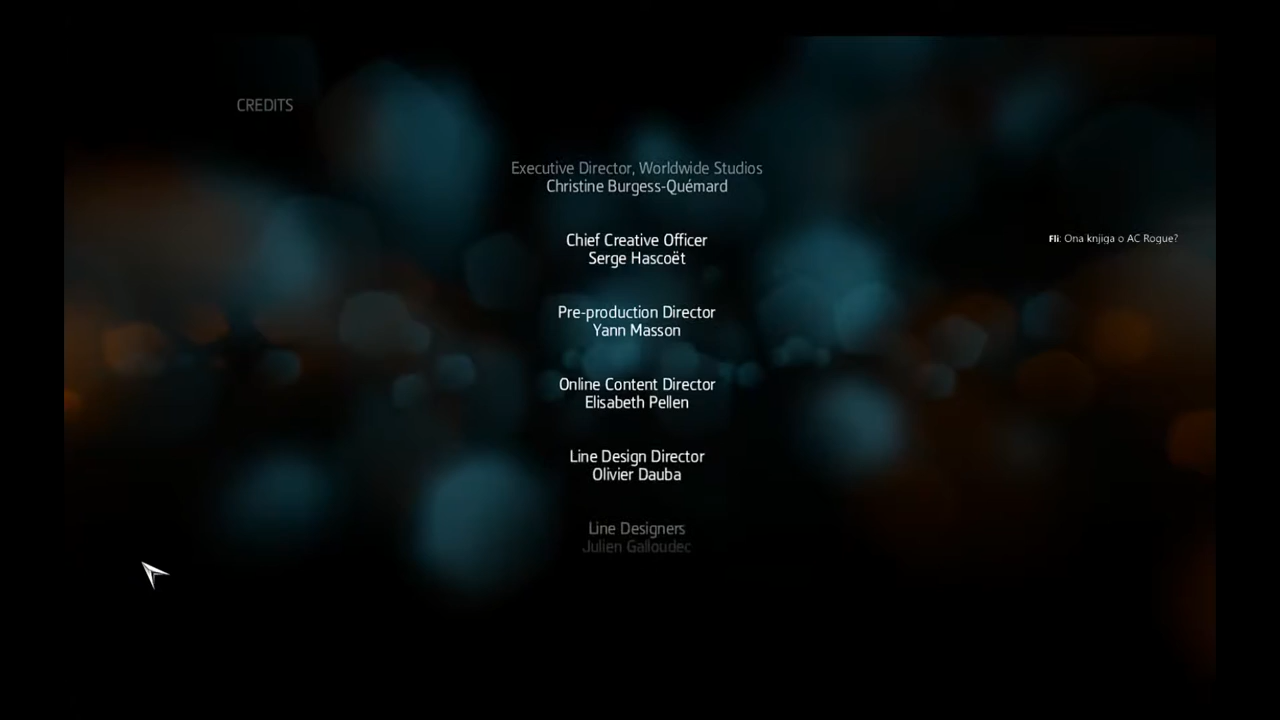 CREDITS
Executive Director, Worldwide Studios
Christine Burgess-Quémard
Chief Creative Officer
Serge Hascoët
Fli: Ona knjiga o AC Rogue?
Pre-production Director
Yann Masson
Online Content Director
Elisabeth Pellen
Line Design Director
Olivier Dauba
Line Designers
Julien Galloudec